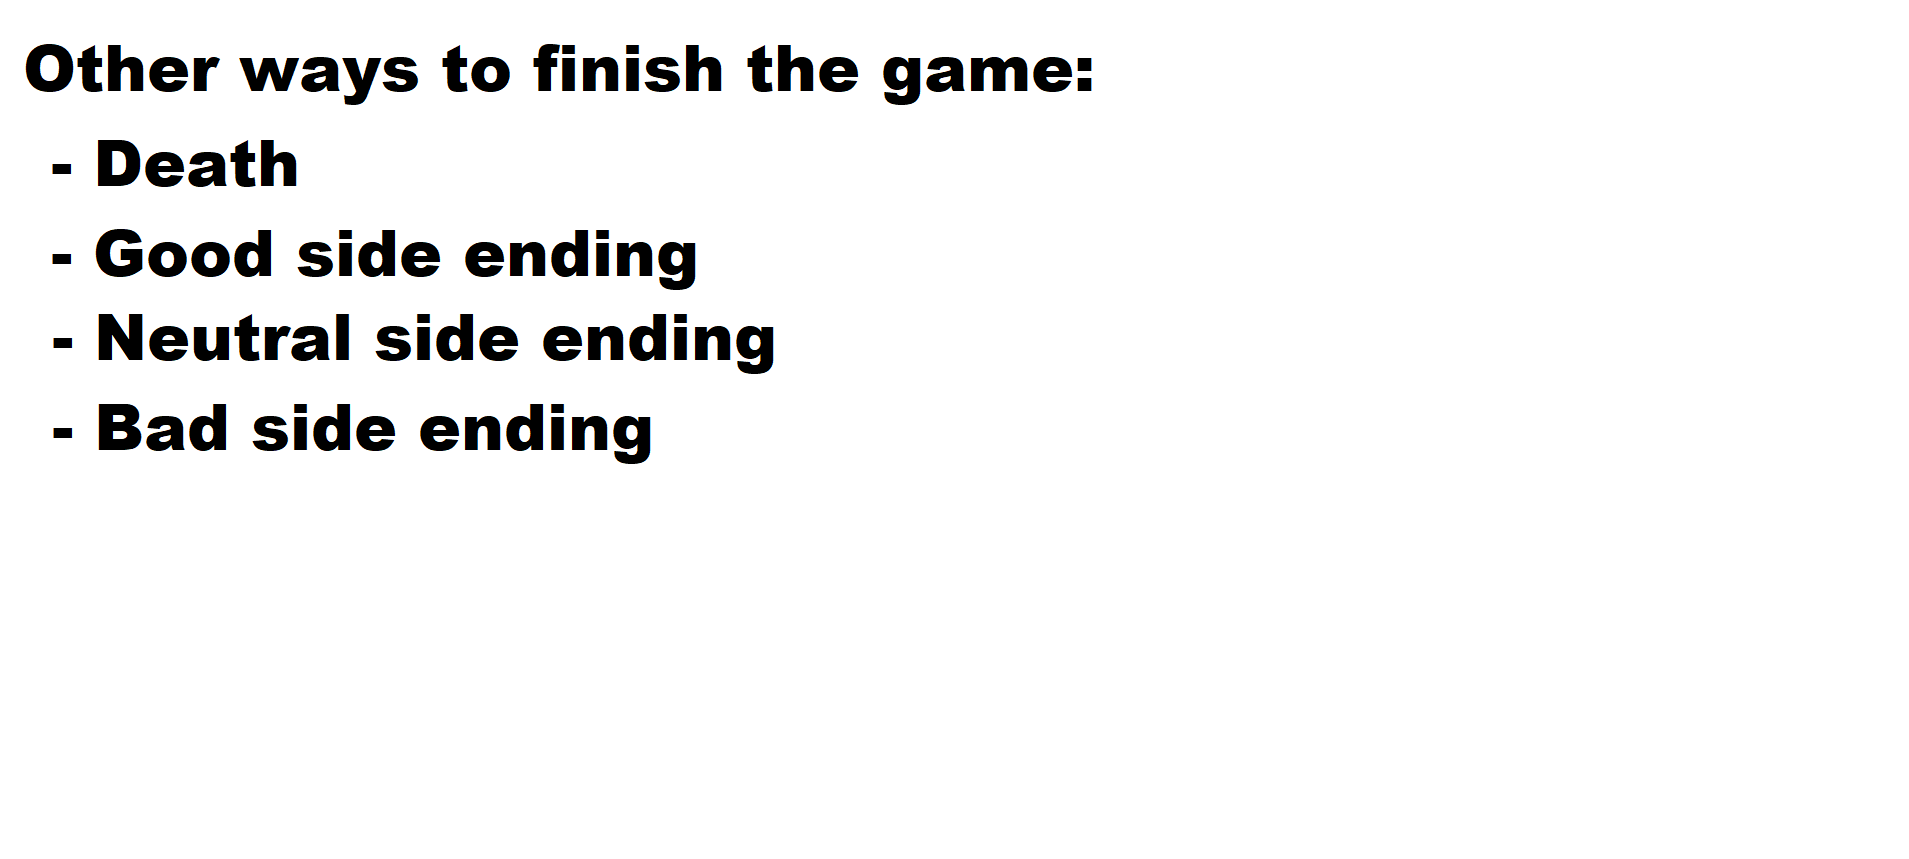 Other ways to finish the game:
- Death
- Good side ending
- Neutral side ending
- Bad side ending